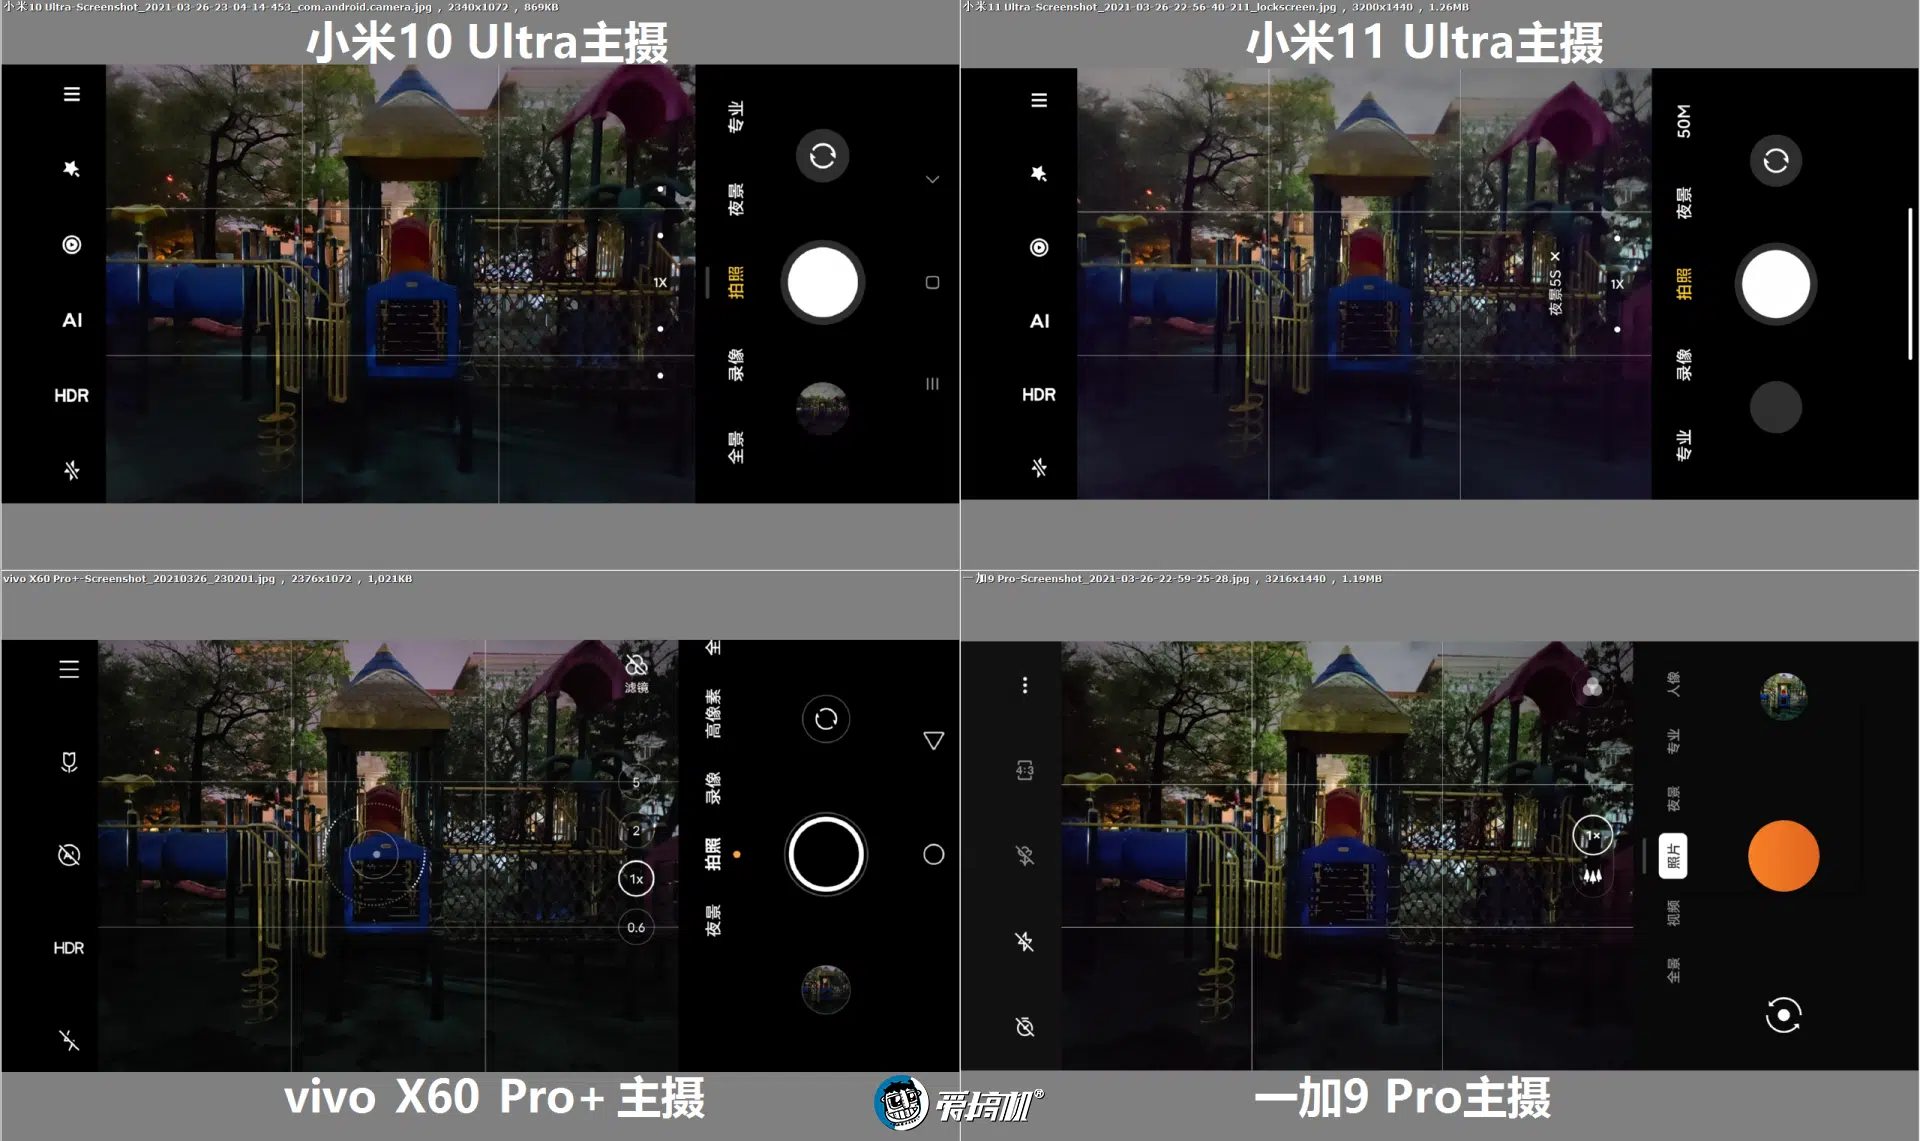 小米10 Ultra-Screenshot_2021-03-26-23-04-14-453_com.android.camera.jpg , 2340x1072 , 869KB
小米10 Ultra主摄
专业
夜景
1X
拍照
AI
录像
HDR
全景
小米11 Ultra-Screenshot_2021-03-26-22-56-40-211_lockscreen.jpg , 3200x1440 , 1.26MB
小米11 Ultra主摄
50M
夜景
夜景5S ×
1X
拍照
AI
录像
HDR
专业
vivo X60 Pro+-Screenshot_20210326_230201.jpg , 2376x1072 , 1,021KB
全
滤镜
高像素
5
录像
2
拍照
1x
夜景
0.6
HDR
vivo X60 Pro+主摄
一加9 Pro-Screenshot_2021-03-26-22-59-25-28.jpg , 3216x1440 , 1.19MB
人像
专业
4:3
夜景
1×
照片
视频
全景
一加9 Pro主摄
爱搞机®